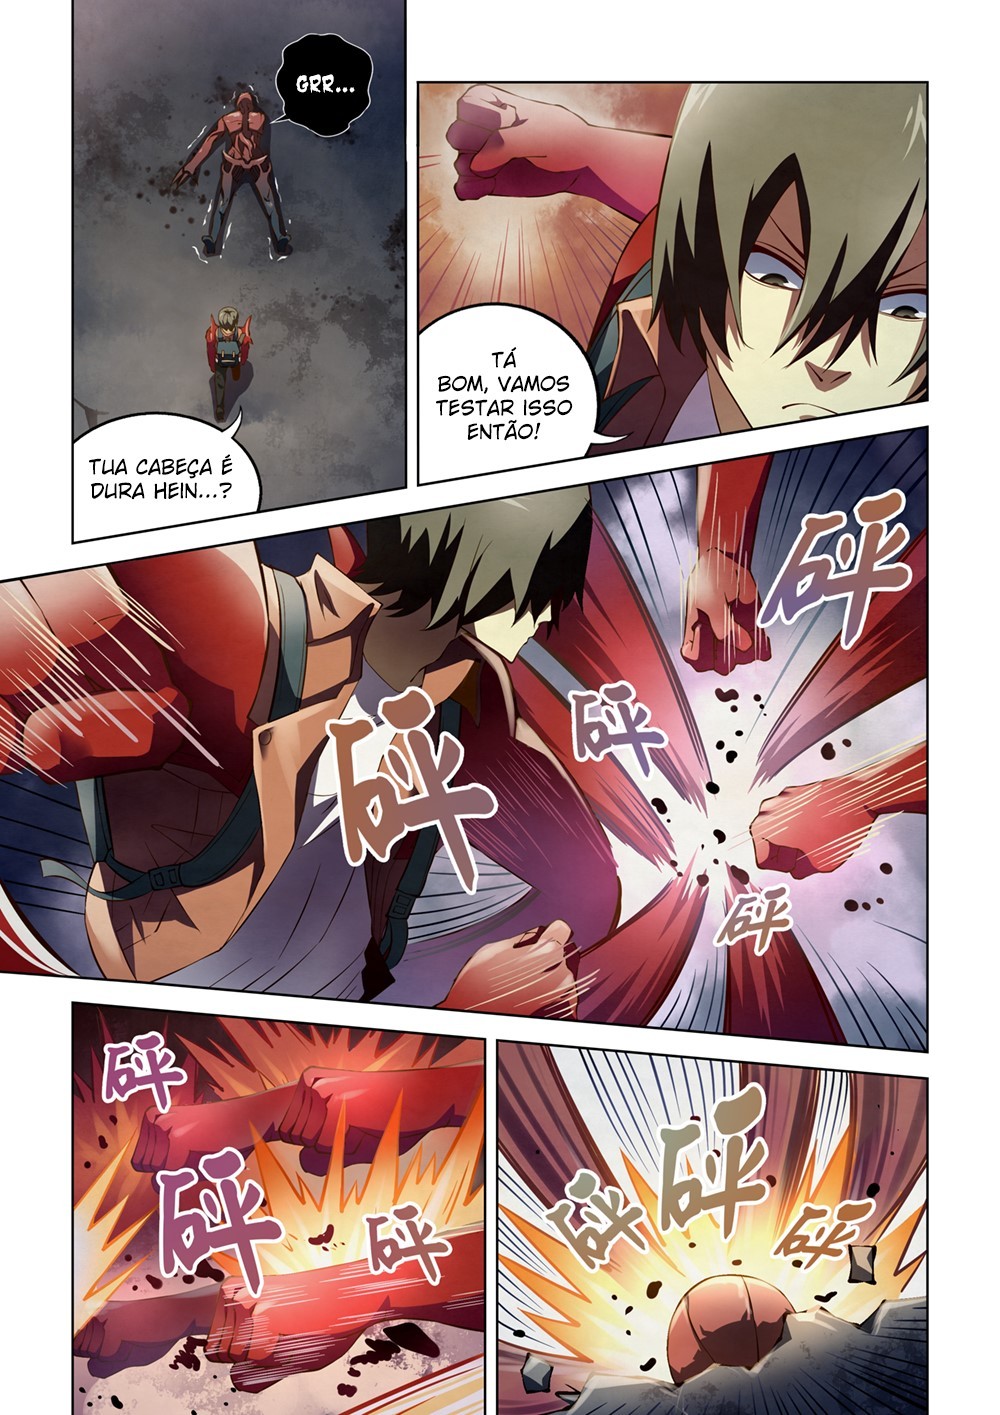 GRR...
TUA CABEÇA É
DURA HEIN...?
TÁ
BOM, VAMOS
TESTAR ISSO
ENTÃO!
砰
砰
砰
砰
砰
砰
砰
砰
砰
砰